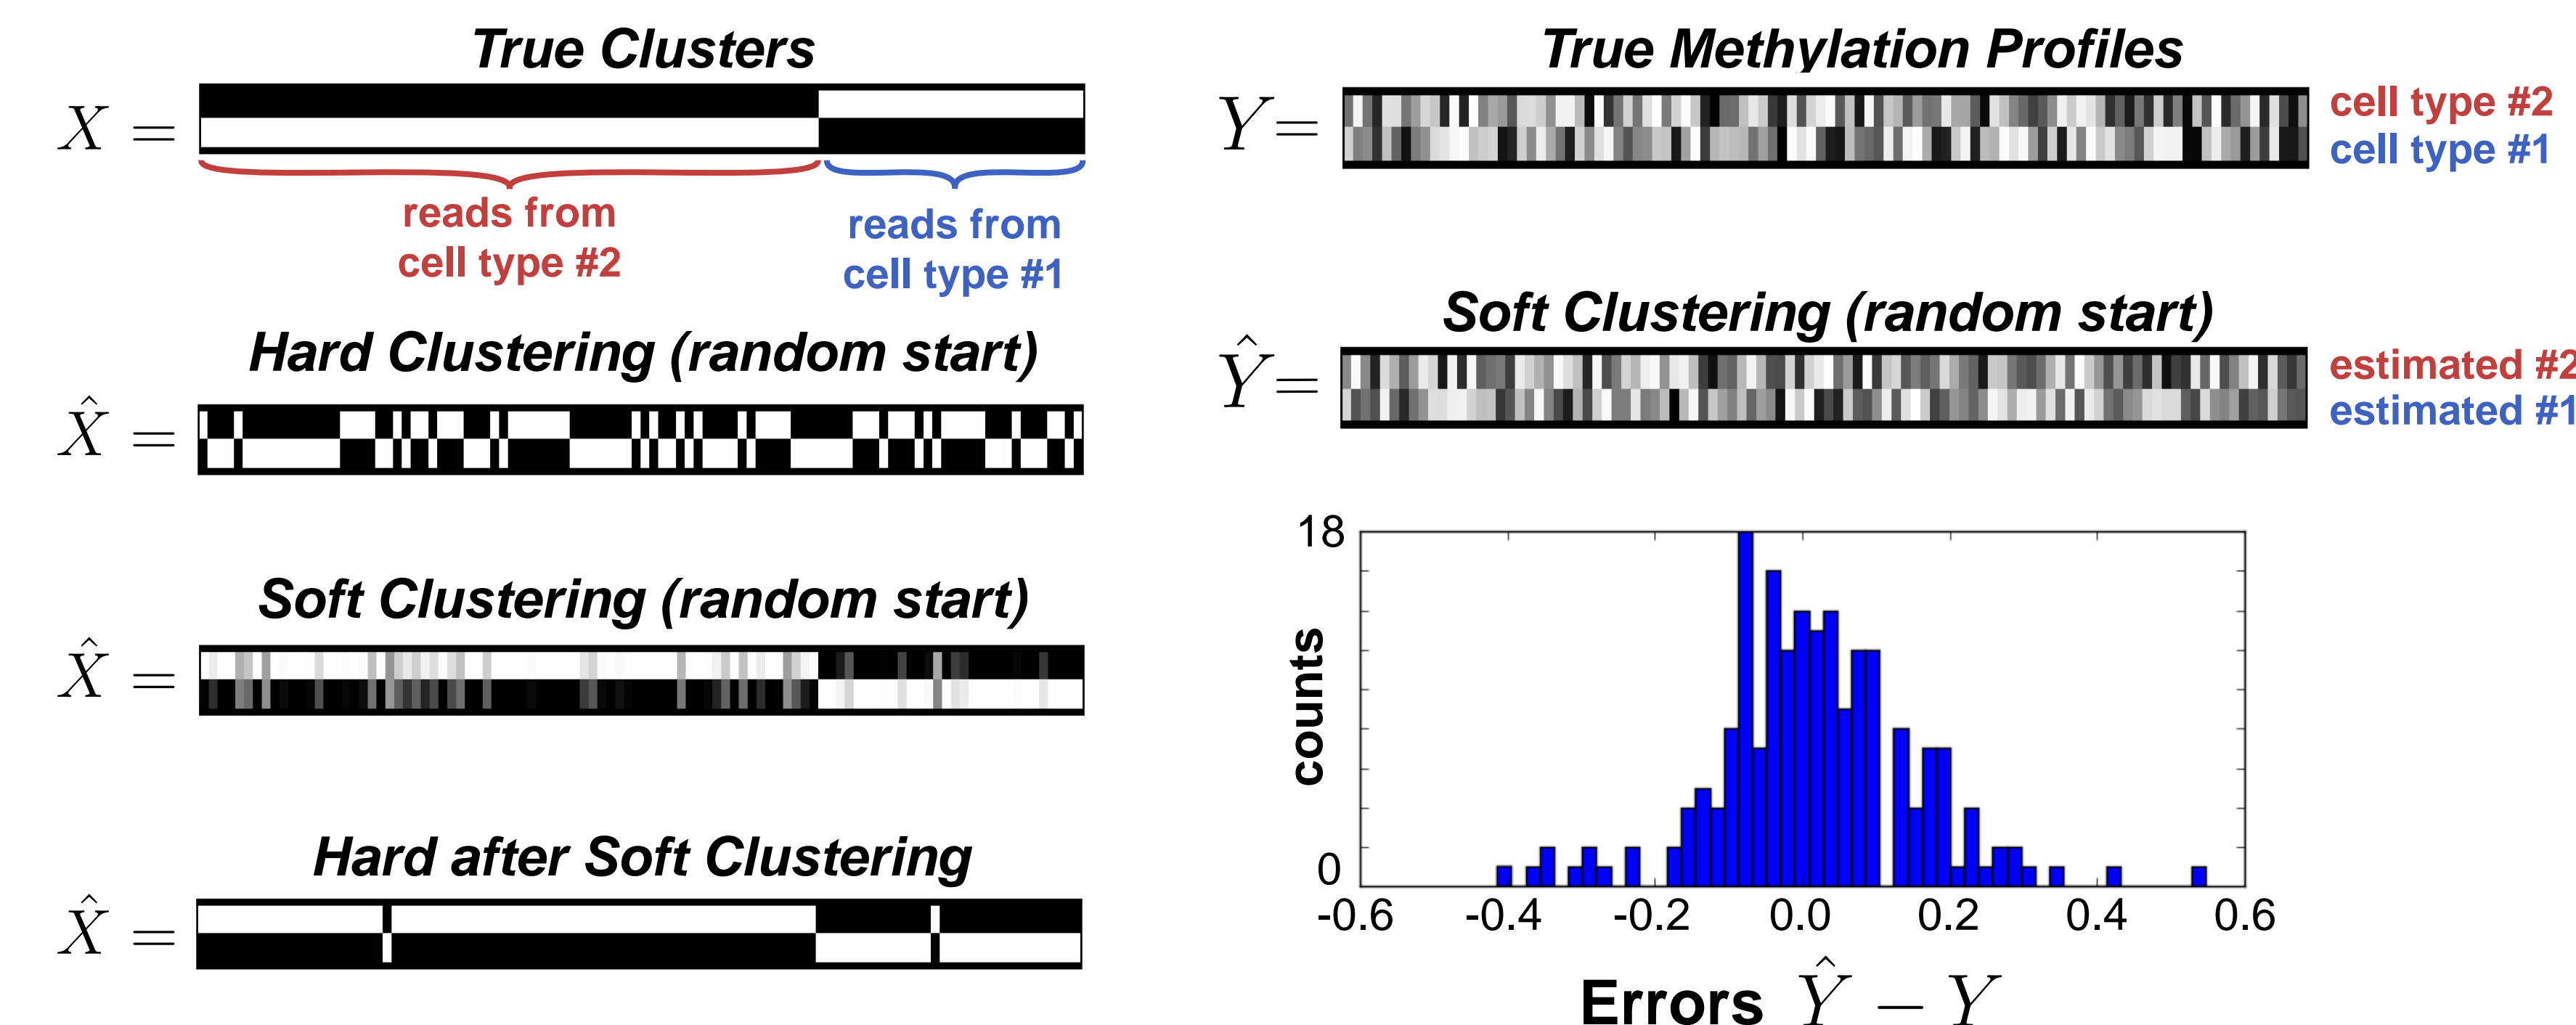 True Clusters
X =
reads from
cell type #2
reads from
cell type #1
Hard Clustering (random start)
X̂ =
Soft Clustering (random start)
X̂ =
Hard after Soft Clustering
X̂ =
True Methylation Profiles
Y =
cell type #2
cell type #1
Soft Clustering (random start)
Ŷ =
estimated #2
estimated #1
18
0
counts
-0.6 -0.4 -0.2 0.0 0.2 0.4 0.6
Errors Ŷ − Y